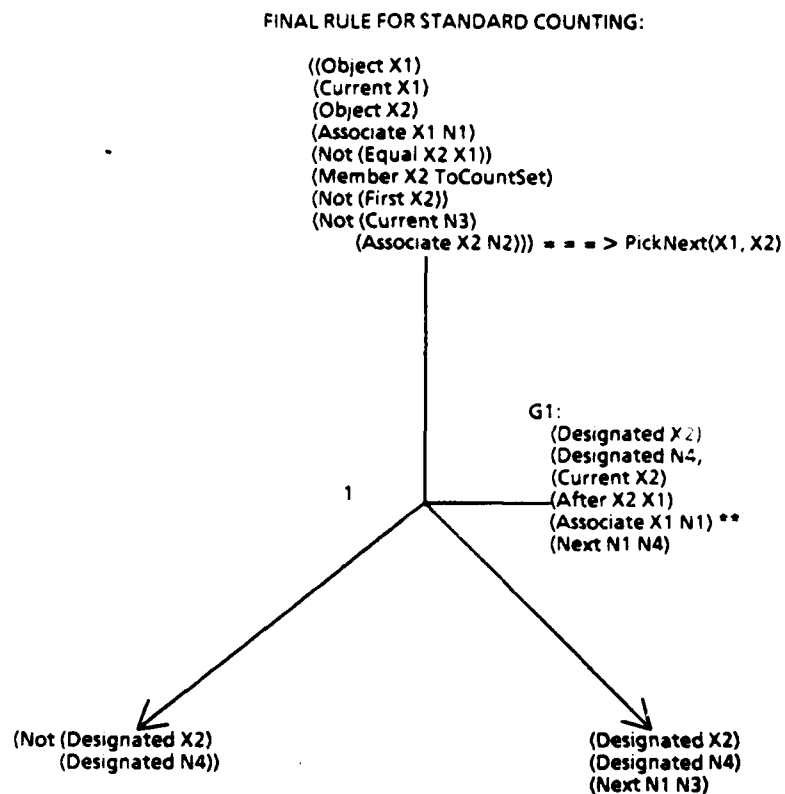 FINAL RULE FOR STANDARD COUNTING:
((Object X1)
(Current X1)
(Object X2)
(Associate X1 N1)
(Not (Equal X2 X1))
(Member X2 ToCountSet)
(Not (First X2))
(Not (Current N3)
(Associate X2 N2))) = = = > PickNext(X1, X2)
G1:
(Designated X2)
(Designated N4,
(Current X2)
(After X2 X1)
(Associate X1 N1) **
(Next N1 N4)
1
(Not (Designated X2)
(Designated N4))
(Designated X2)
(Designated N4)
(Next N1 N3)